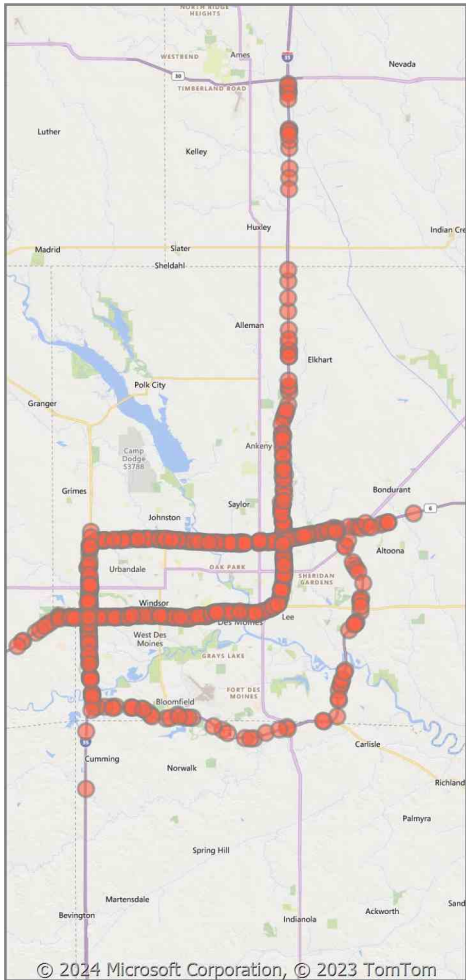 NORTH RIDGE
HEIGHTS
WESTBEND
Ames
35
Nevada
30
TIMBERLAND ROAD
Luther
Kelley
Huxley
Indian Cre
Madrid
Slater
Sheldahl
Alleman
Elkhart
Polk City
Granger
Ankeny
Camp
Dodge
S3788
Grimes
Bondurant
Saylor
6
Johnston
Altoona
Urbandale
OAK PARK
SHERIDAN
GARDENS
Windsor
Des Moines
Lee
West Des
Moines
GRAYS LAKE
FORT DES
MOINES
Bloomfield
35
Carlisle
Cumming
Norwalk
Richland
Palmyra
Spring Hill
Martensdale
Ackworth
Sand
Bevington
Indianola
© 2024 Microsoft Corporation, © 2023 TomTom